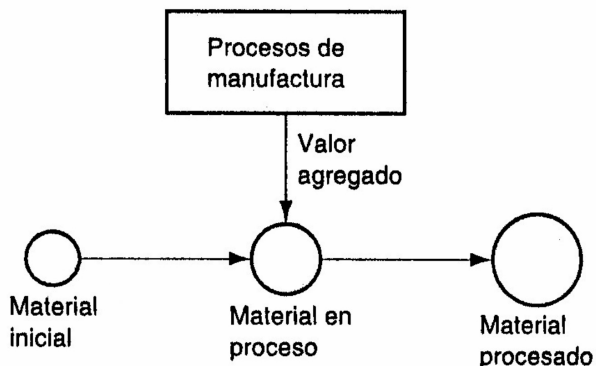 Procesos de
manufactura
Valor
agregado
Material
inicial
Material en
proceso
Material
procesado